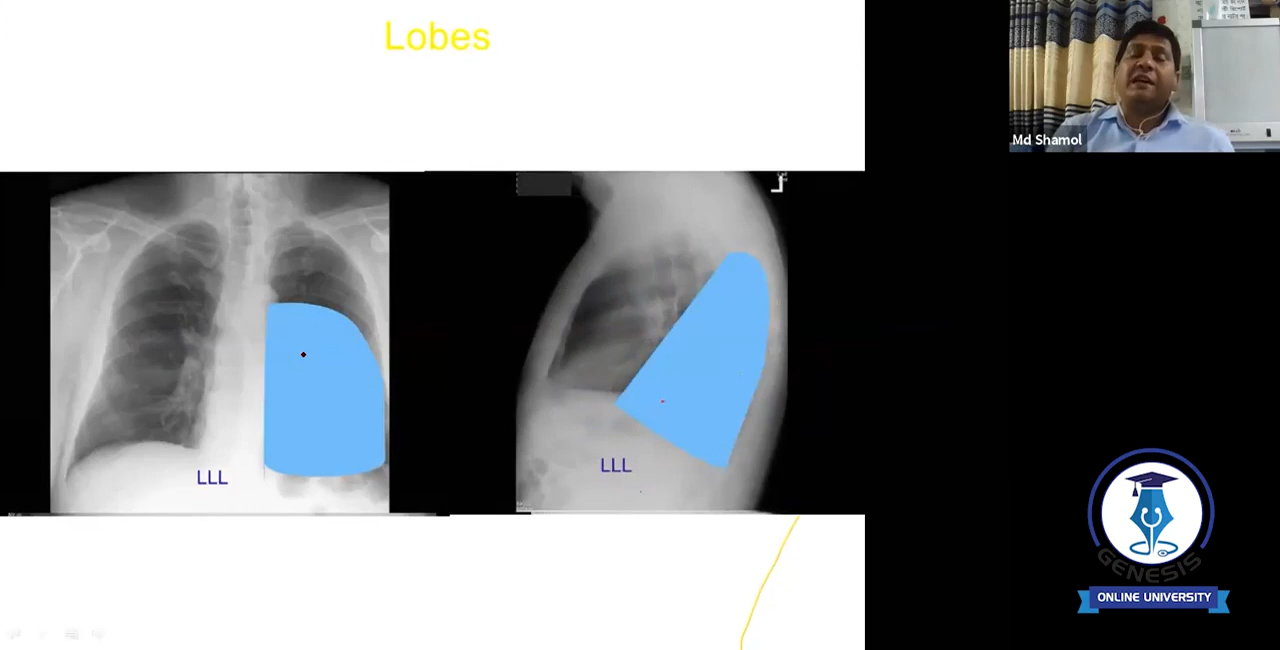 Lobes
Md Shamol
LLL
LLL
GENESIS
ONLINE UNIVERSITY